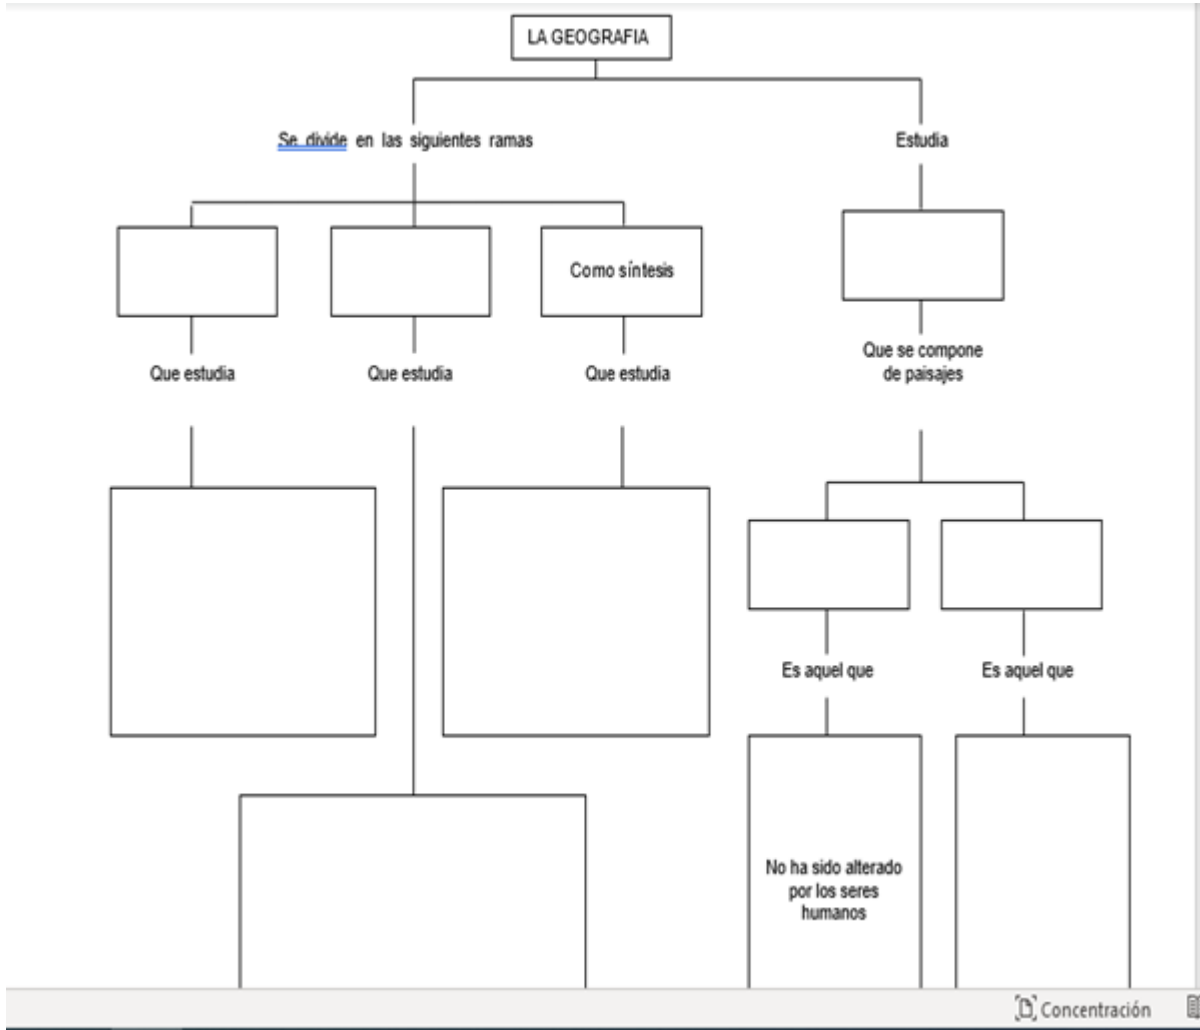 LA GEOGRAFIA
Se divide en las siguientes ramas
Estudia
Como síntesis
Que se compone
de paisajes
Que estudia
Que estudia
Que estudia
Es aquel que
Es aquel que
No ha sido alterado
por los seres
humanos
Concentración